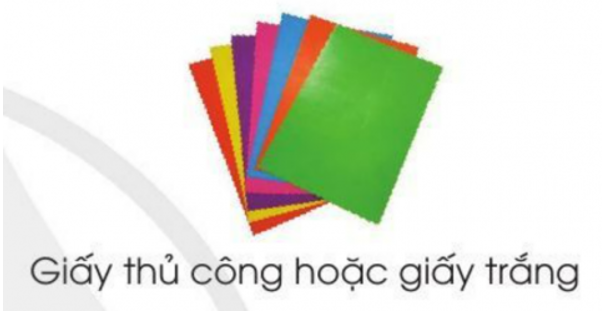 Giấy thủ công hoặc giấy trắng